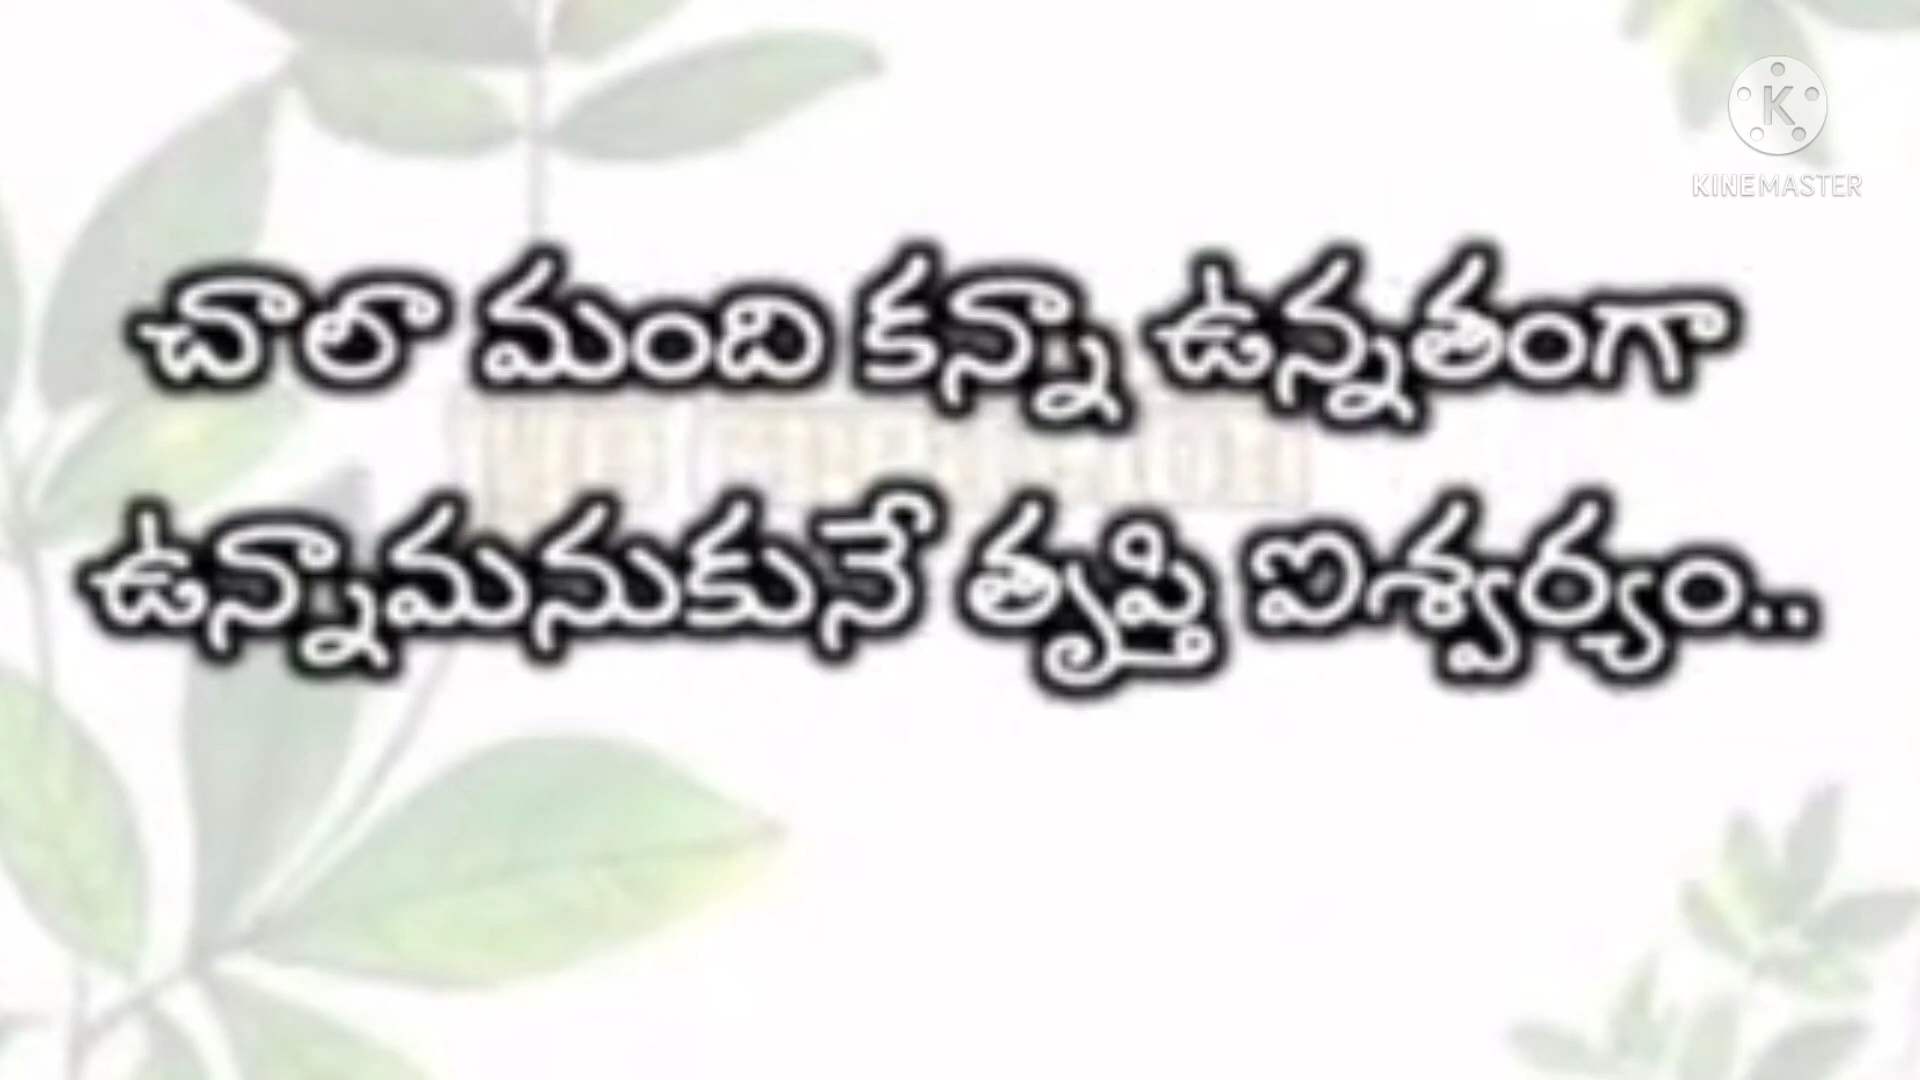 KINEMASTER
చాలా మంది కన్నా ఉన్నతంగా
ఉన్నామనుకునే తృప్తి ఐశ్వర్యం..